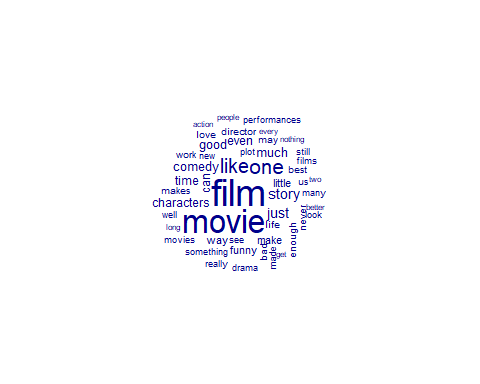 people
performances
action
director every
love
even may nothing
good
plot much still
work new
films
comedy like one best
time can little us two
makes film story many
characters just better
well movie look
life never
long
movies way see make enough
something funny bad made get
really drama